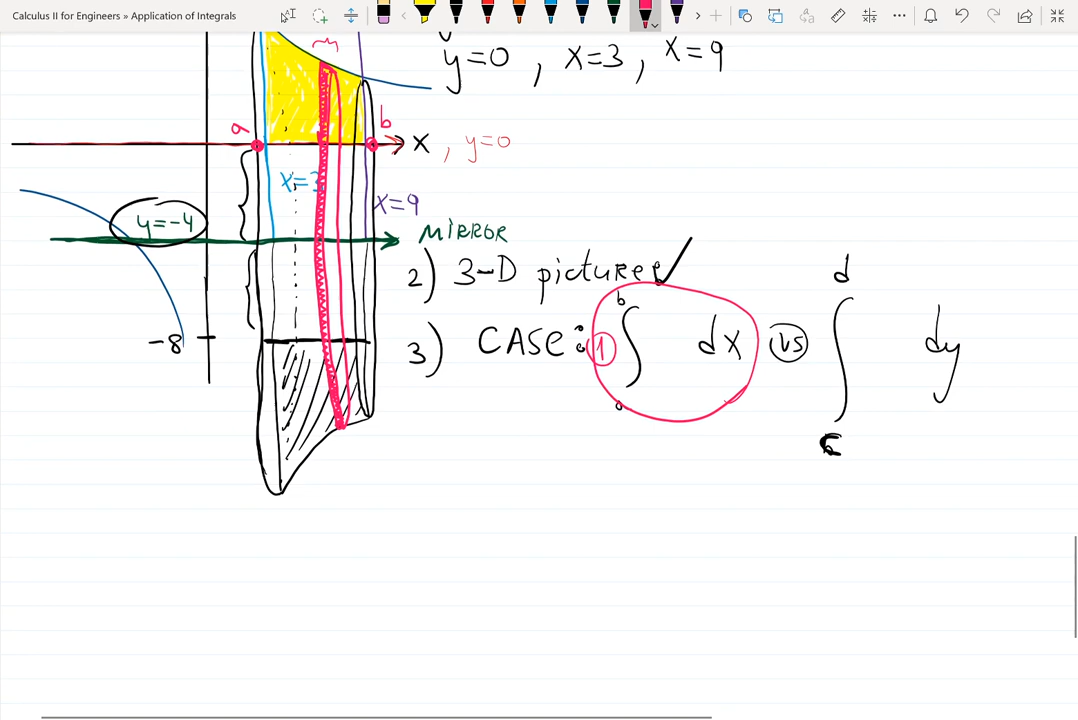 Calculus II for Engineers » Application of Integrals
y=0 , x=3, x=9
a
b
x , y=0
x=3
x=9
y=-4
MIRROR
2) 3-D picture
-8
3) CASE: ① ∫ₐᵇ dx vs ∫ dy
d
c